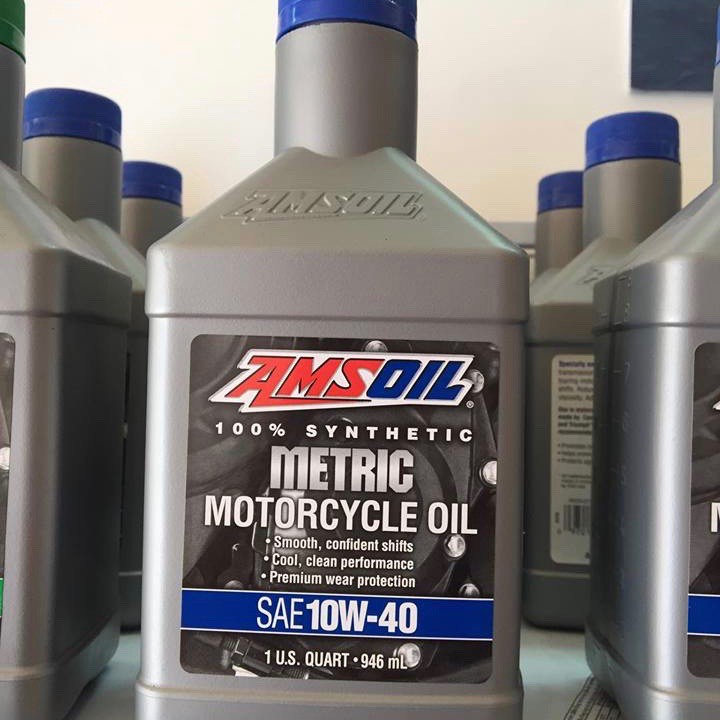 AMSOIL
AMSOIL
100% SYNTHETIC
METRIC
MOTORCYCLE OIL
• Smooth, confident shifts
• Cool, clean performance
• Premium wear protection
SAE 10W-40
1 U.S. QUART • 946 mL